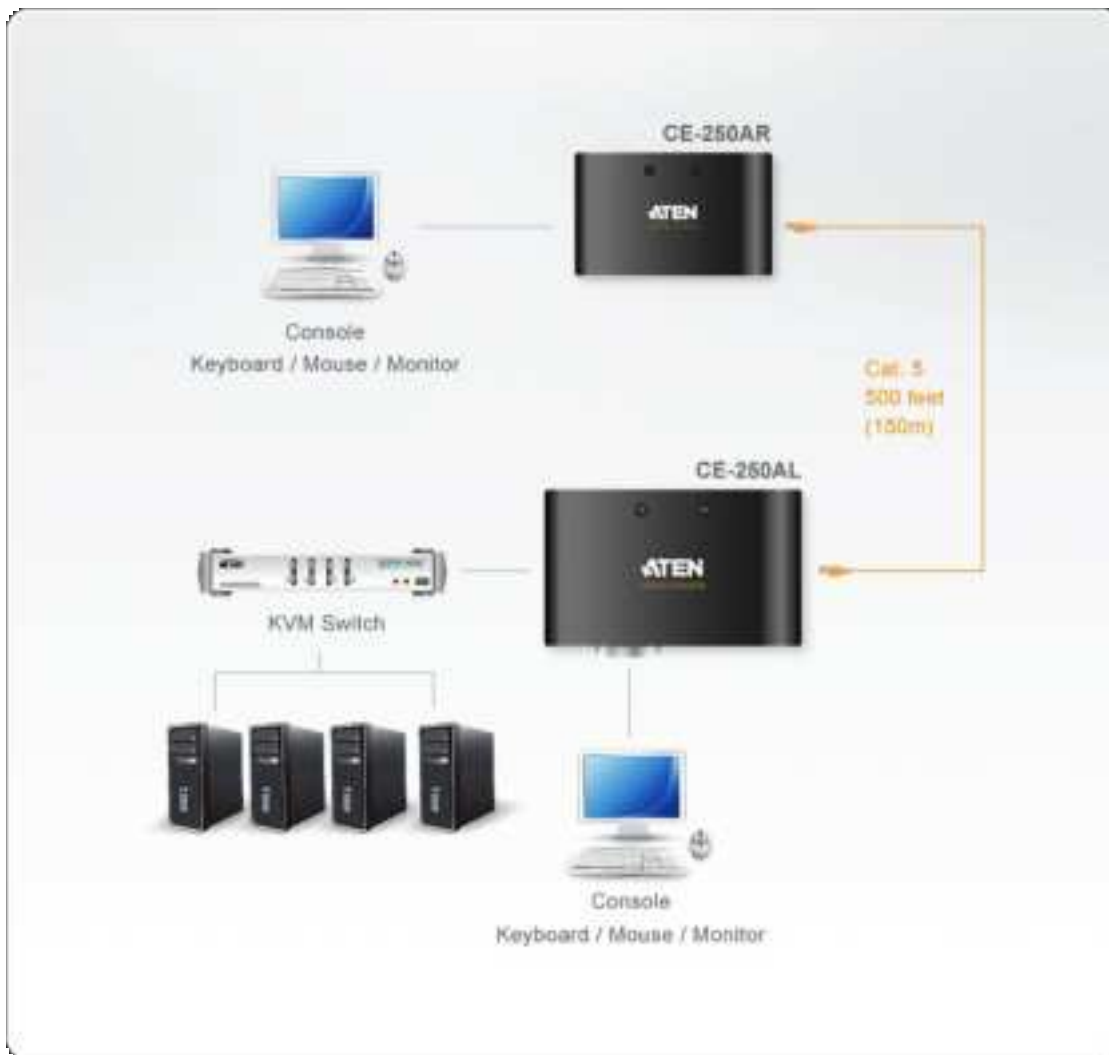 CE-250AR
ATEN
Console
Keyboard / Mouse / Monitor
Cat. 5
500 feet
(150m)
CE-250AL
ATEN
KVM Switch
Console
Keyboard / Mouse / Monitor